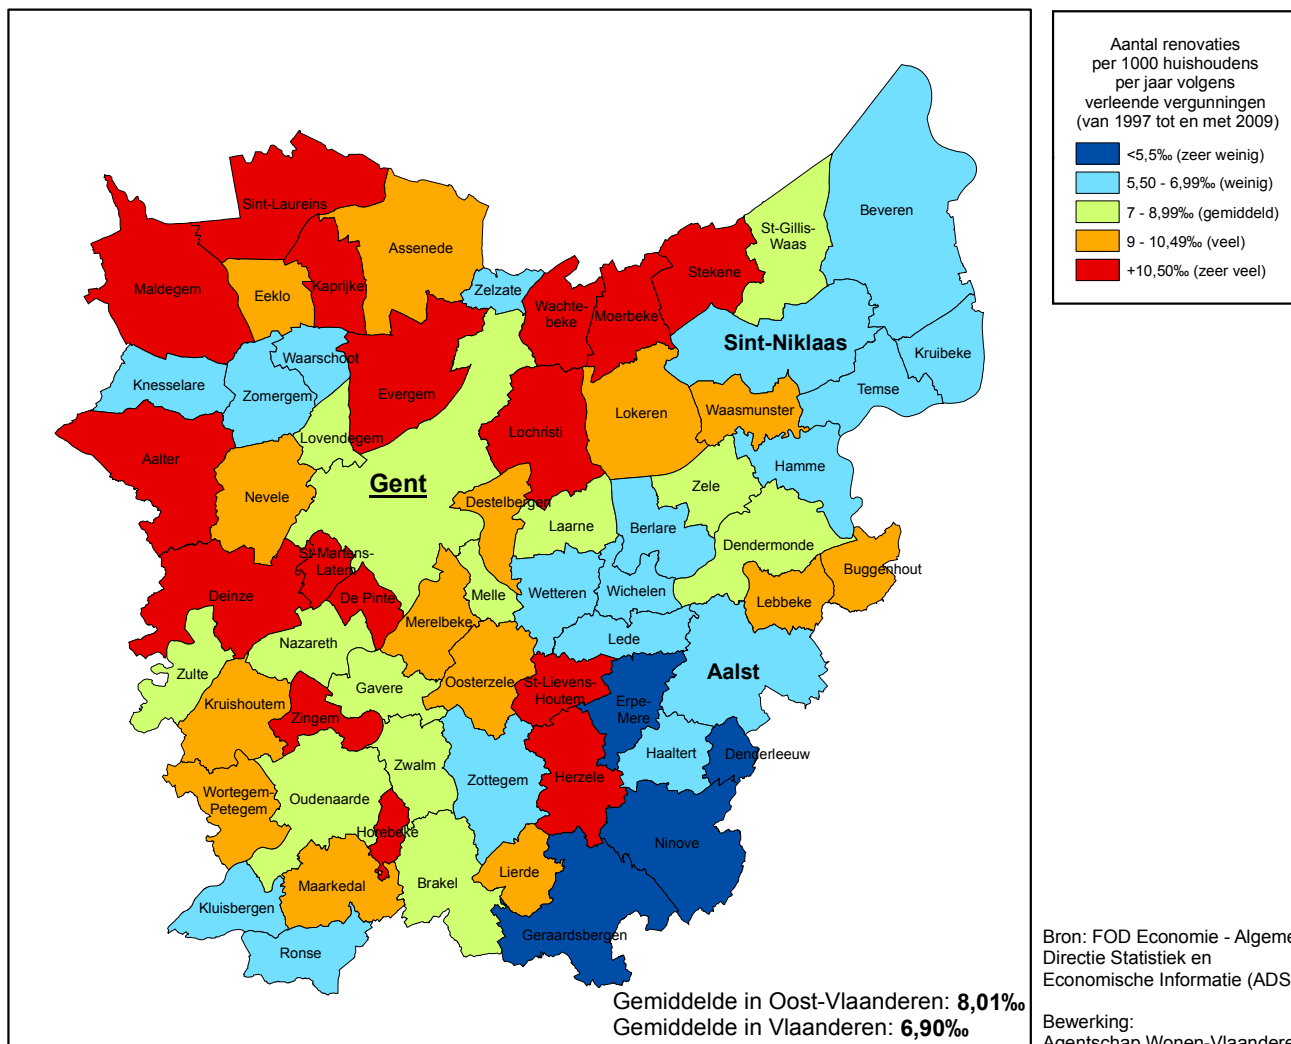 Aantal renovaties
per 1000 huishoudens
per jaar volgens
verleende vergunningen
(van 1997 tot en met 2009)
<5,5‰ (zeer weinig)
5,50 - 6,99‰ (weinig)
7 - 8,99‰ (gemiddeld)
9 - 10,49‰ (veel)
+10,50‰ (zeer veel)
Sint-Laureins
Assenede
Maldegem
Eeklo
Kaprijke
Zelzate
Wachte-
beke
Moerbeke
Stekene
St-Gillis-
Waas
Beveren
Sint-Niklaas
Kruibeke
Temse
Knesselare
Zomergem
Waarschoot
Evergem
Lovendegem
Lochristi
Lokeren
Waasmunster
Hamme
Aalter
Nevele
Gent
Destelbergen
Laarne
Berlare
Zele
Dendermonde
Buggenhout
Lebbeke
St-Martens-
Latem
De Pinte
Deinze
Merelbeke
Melle
Wetteren
Wichelen
Lede
Aalst
Nazareth
Zulte
Kruishoutem
Gavere
Oosterzele
St-Lievens-
Houtem
Erpe-
Mere
Haaltert
Denderleeuw
Zingem
Zwalm
Zottegem
Herzele
Wortegem-
Petegem
Oudenaarde
Horebeke
Ninove
Maarkedal
Brakel
Lierde
Kluisbergen
Ronse
Geraardsbergen
Gemiddelde in Oost-Vlaanderen: 8,01‰
Gemiddelde in Vlaanderen: 6,90‰
Bron: FOD Economie - Algeme
Directie Statistiek en
Economische Informatie (ADS
Bewerking:
Agentschap Wonen-Vlaandere